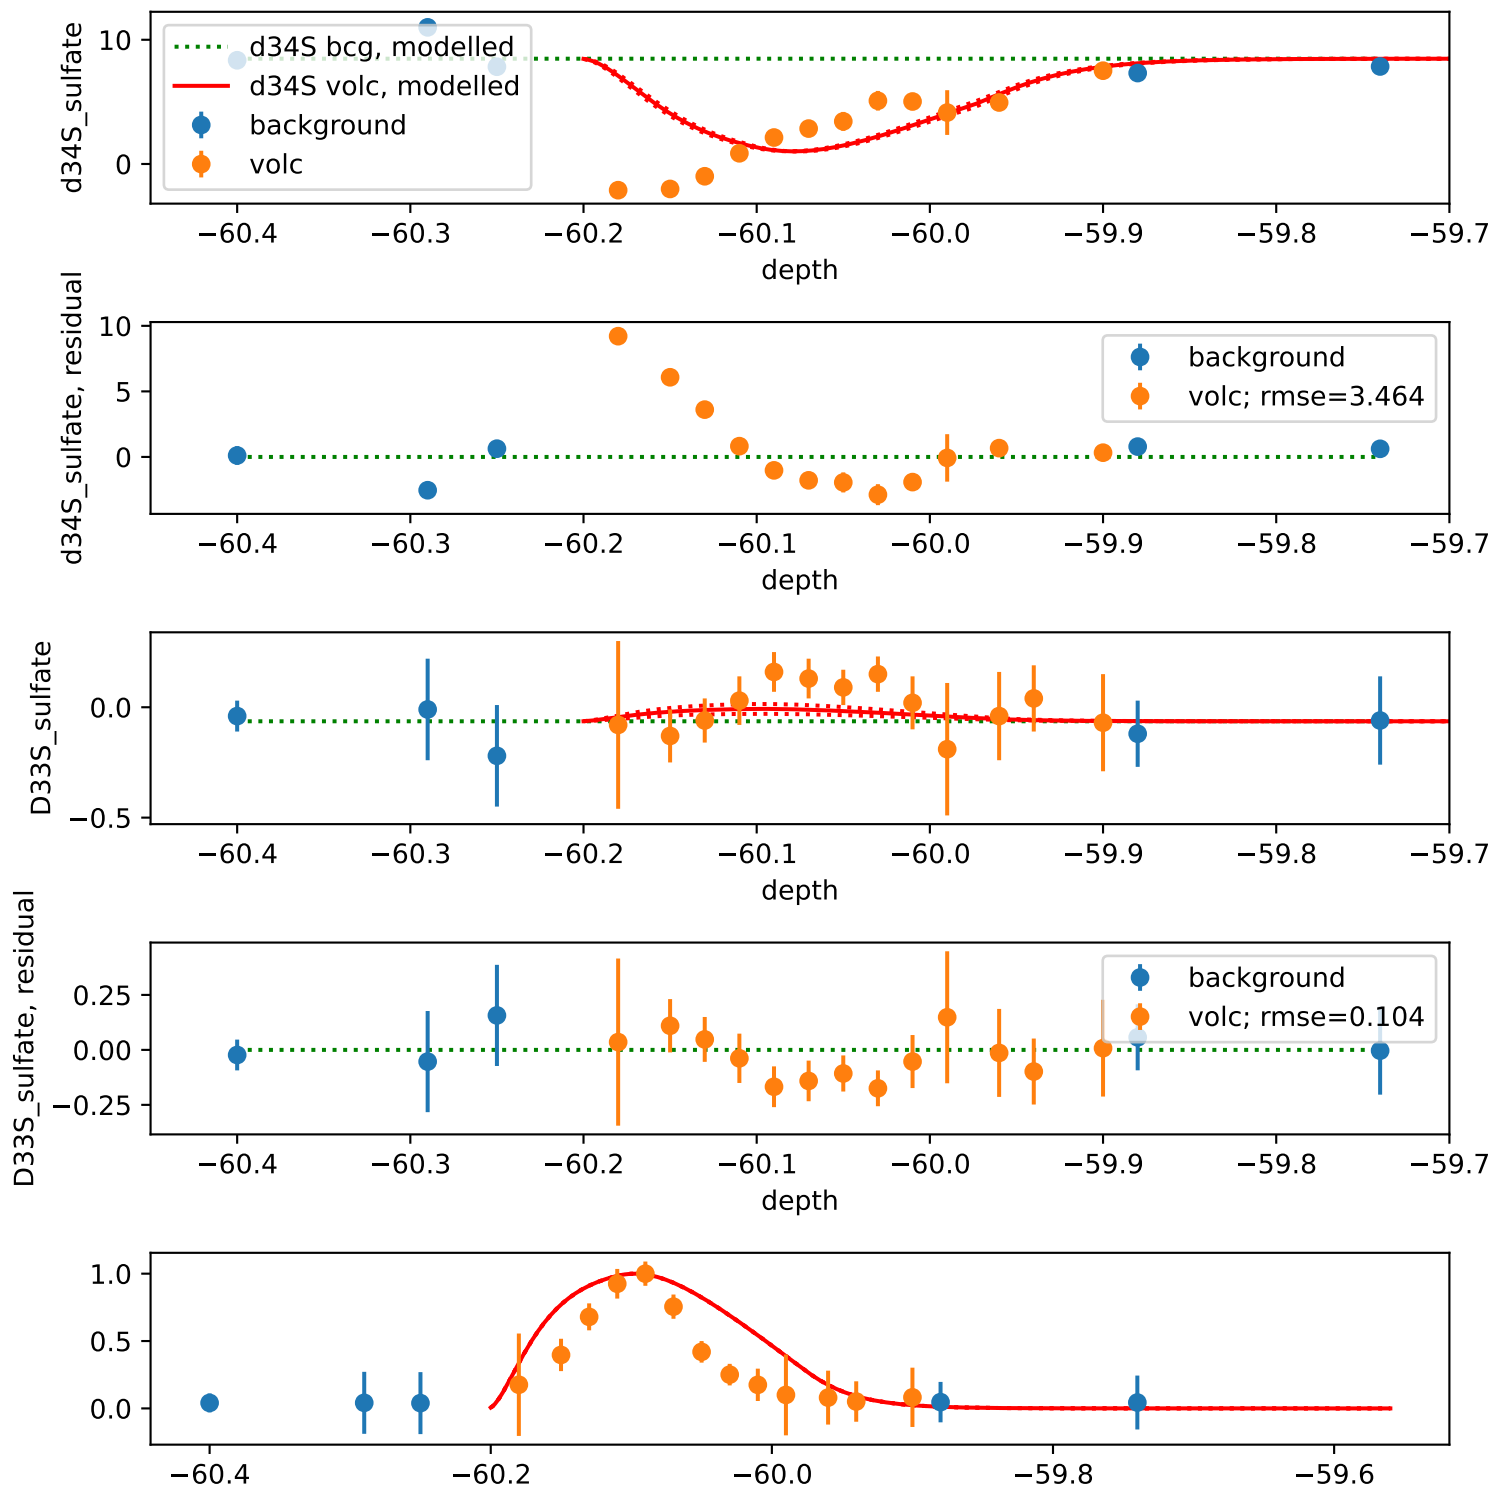 d34S_sulfate
10
0
d34S bcg, modelled
d34S volc, modelled
background
volc
−60.4 −60.3 −60.2 −60.1 −60.0 −59.9 −59.8 −59.7
depth
d34S_sulfate, residual
10
5
0
background
volc; rmse=3.464
−60.4 −60.3 −60.2 −60.1 −60.0 −59.9 −59.8 −59.7
depth
D33S_sulfate
0.0
−0.5
−60.4 −60.3 −60.2 −60.1 −60.0 −59.9 −59.8 −59.7
depth
D33S_sulfate, residual
0.25
0.00
−0.25
background
volc; rmse=0.104
−60.4 −60.3 −60.2 −60.1 −60.0 −59.9 −59.8 −59.7
depth
1.0
0.5
0.0
−60.4 −60.2 −60.0 −59.8 −59.6